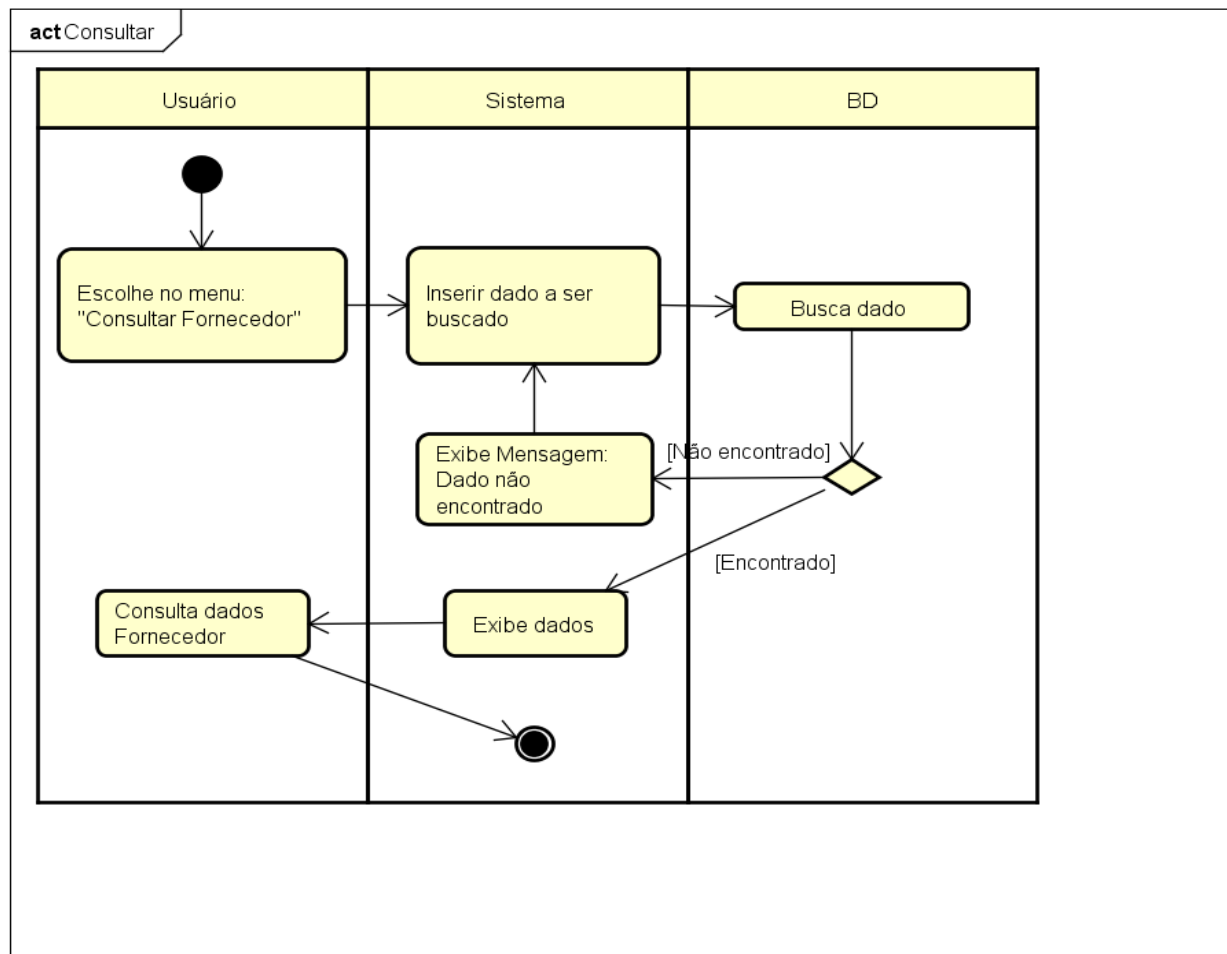 act Consultar
Usuário
Sistema
BD
Escolhe no menu:
"Consultar Fornecedor"
Inserir dado a ser
buscado
Busca dado
[Não encontrado]
Exibe Mensagem:
Dado não
encontrado
[Encontrado]
Exibe dados
Consulta dados
Fornecedor